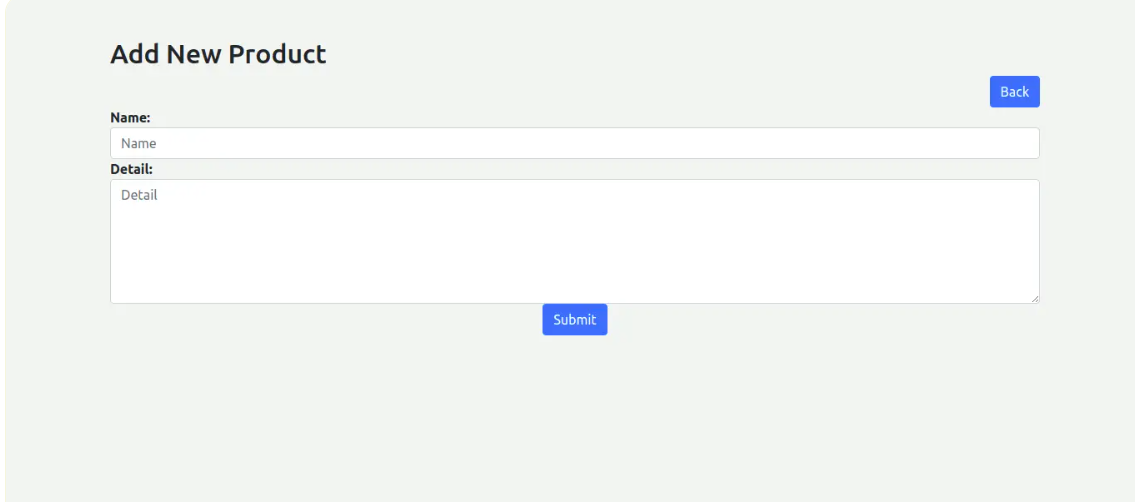 Add New Product
Back
Name:
Name
Detail:
Detail
Submit